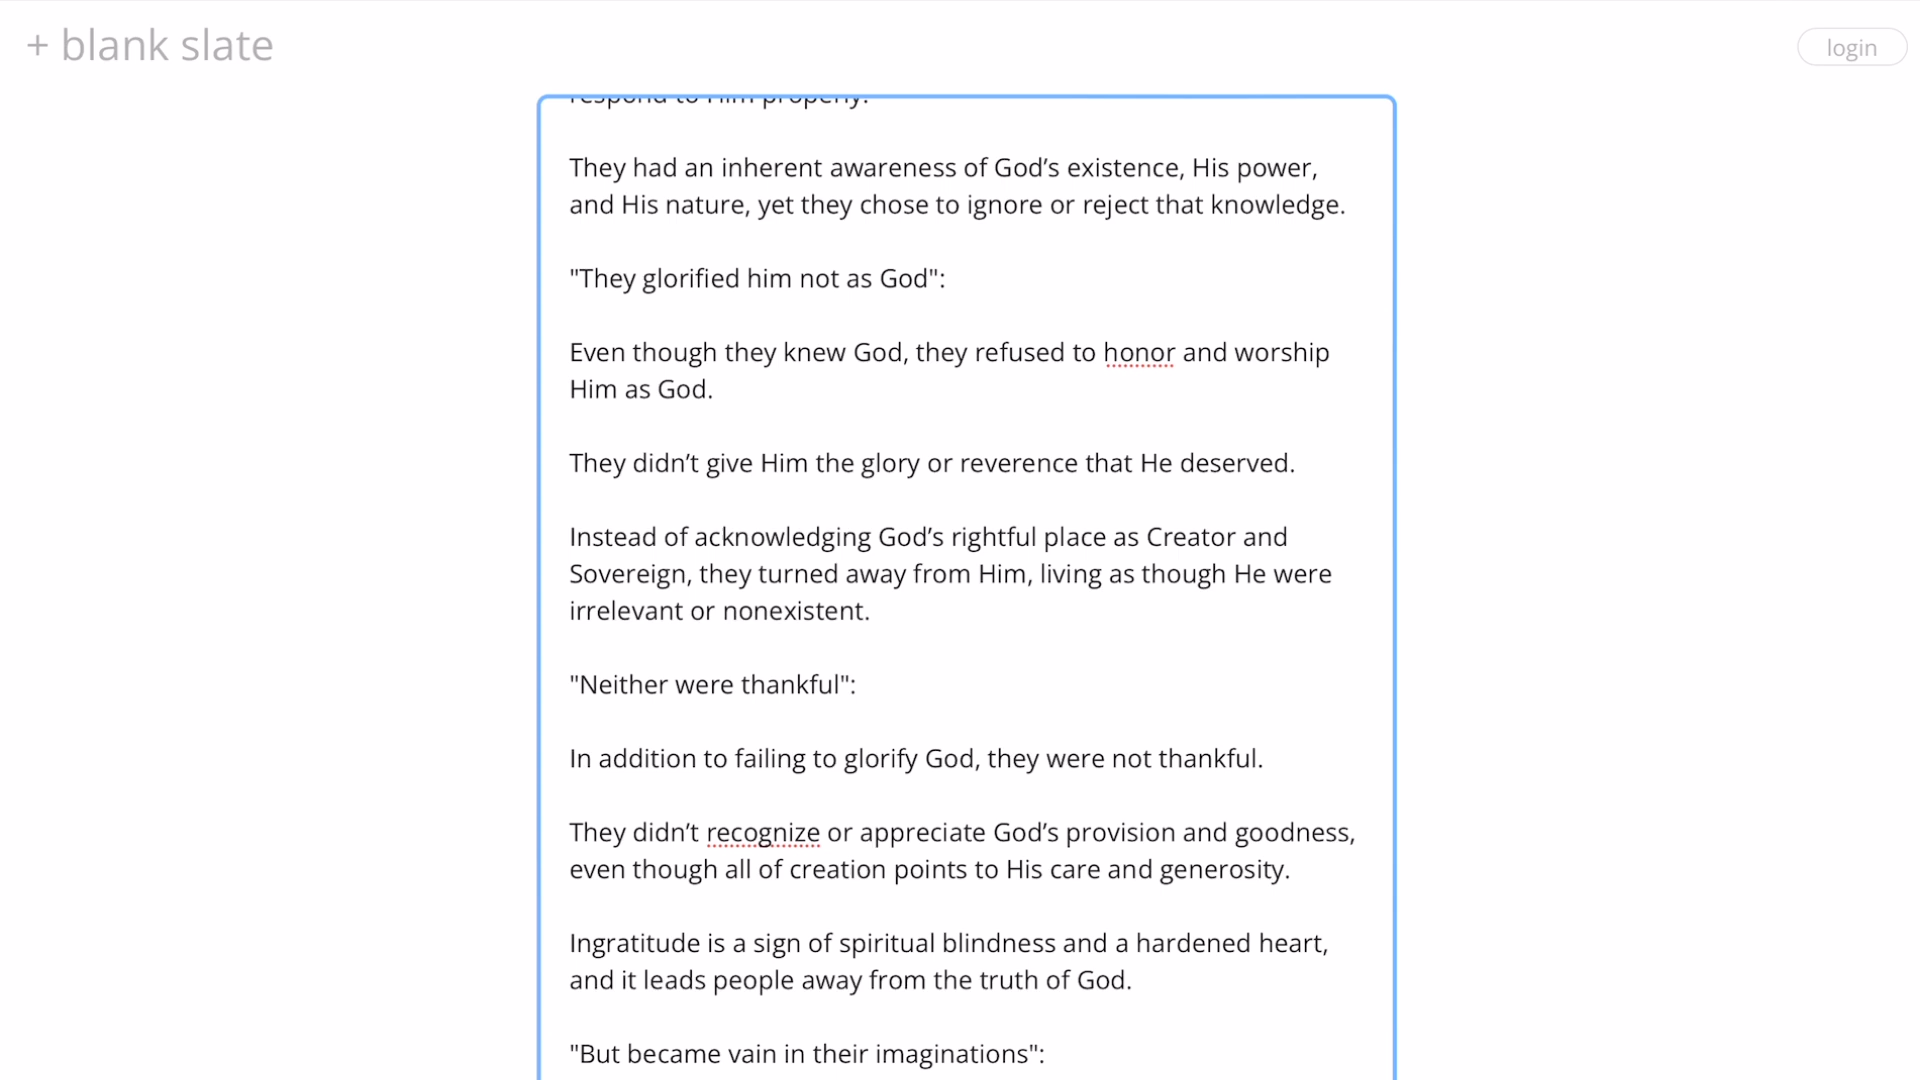 + blank slate
login
respond to Him properly.
They had an inherent awareness of God’s existence, His power,
and His nature, yet they chose to ignore or reject that knowledge.
"They glorified him not as God":
Even though they knew God, they refused to honor and worship
Him as God.
They didn’t give Him the glory or reverence that He deserved.
Instead of acknowledging God’s rightful place as Creator and
Sovereign, they turned away from Him, living as though He were
irrelevant or nonexistent.
"Neither were thankful":
In addition to failing to glorify God, they were not thankful.
They didn’t recognize or appreciate God’s provision and goodness,
even though all of creation points to His care and generosity.
Ingratitude is a sign of spiritual blindness and a hardened heart,
and it leads people away from the truth of God.
"But became vain in their imaginations":